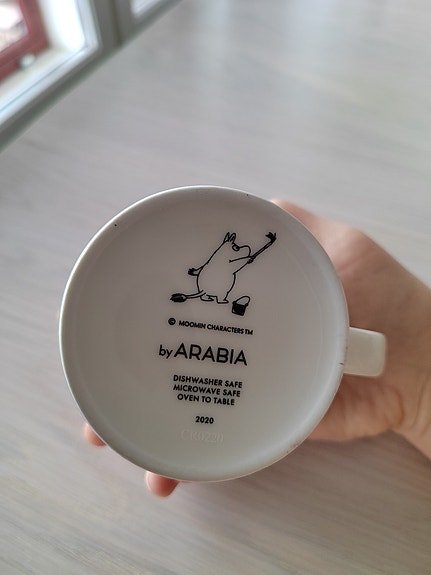 © MOOMIN CHARACTERS TM
by ARABIA
DISHWASHER SAFE
MICROWAVE SAFE
OVEN TO TABLE
2020